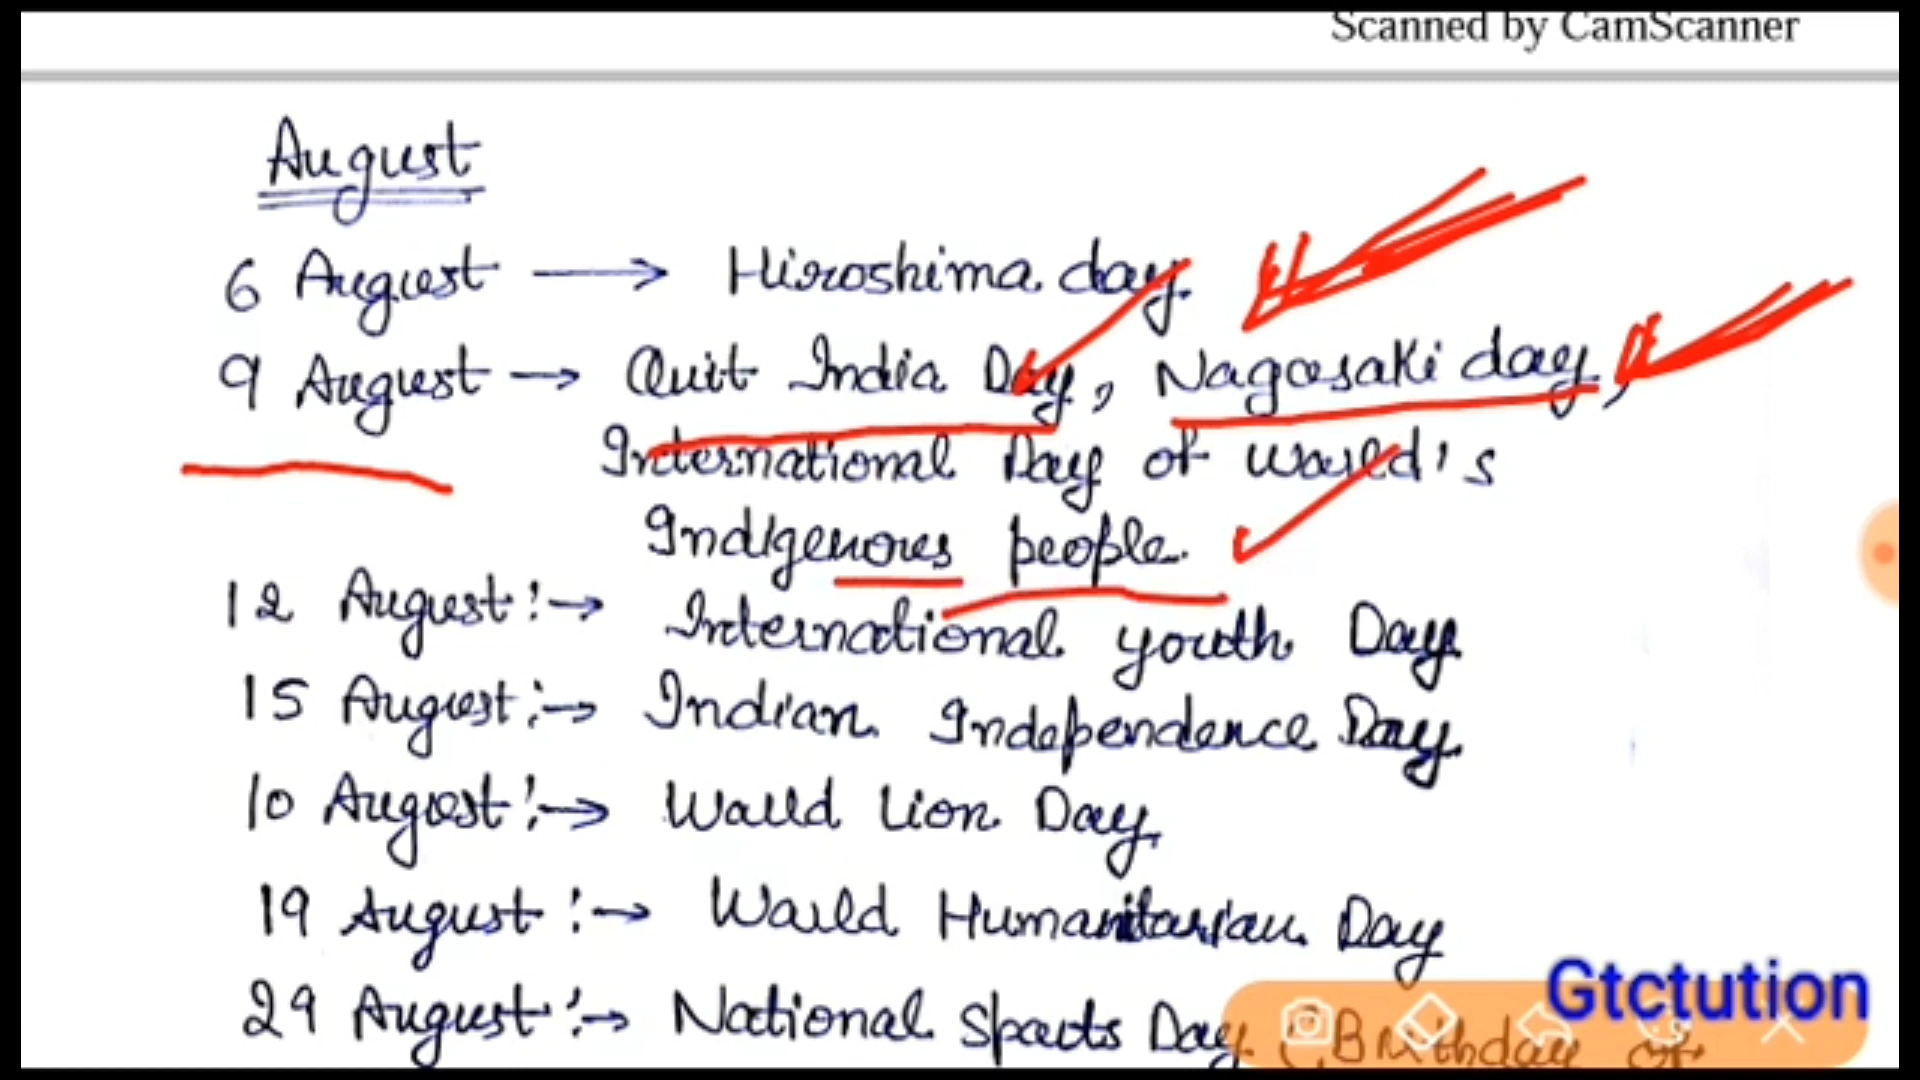 Scanned by CamScanner
August
6 August → Hiroshima day.
9 August → Quit India Day, Nagasaki day,
International Day of world's
Indigenous people.
12 August :→ International youth Day
15 August :→ Indian Independence Day
10 August :→ World Lion Day
19 August :→ World Humanitarian Day
29 August :→ National Sports Day (Birthday of
Gtctution